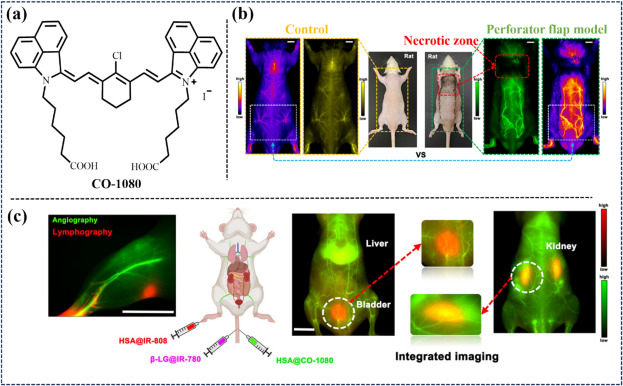 (a)
Cl
N
N
+
I⁻
COOH
HOOC
CO-1080
(b)
Control
Necrotic zone
Perforator flap model
high
low
high
low
Rat
Rat
high
low
high
low
VS
(c)
Angiography
Lymphography
HSA@IR-808
β-LG@IR-780
HSA@CO-1080
Liver
Bladder
Integrated imaging
Kidney
high
low
high
low